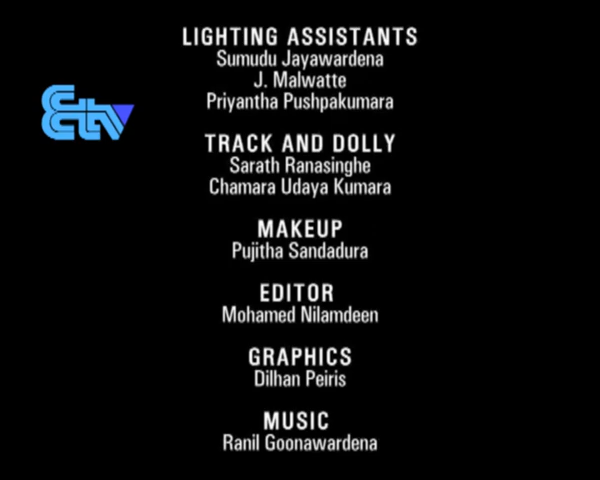 LIGHTING ASSISTANTS
Sumudu Jayawardena
J. Malwatte
Priyantha Pushpakumara
etv
TRACK AND DOLLY
Sarath Ranasinghe
Chamara Udaya Kumara
MAKEUP
Pujitha Sandadura
EDITOR
Mohamed Nilamdeen
GRAPHICS
Dilhan Peiris
MUSIC
Ranil Goonawardena